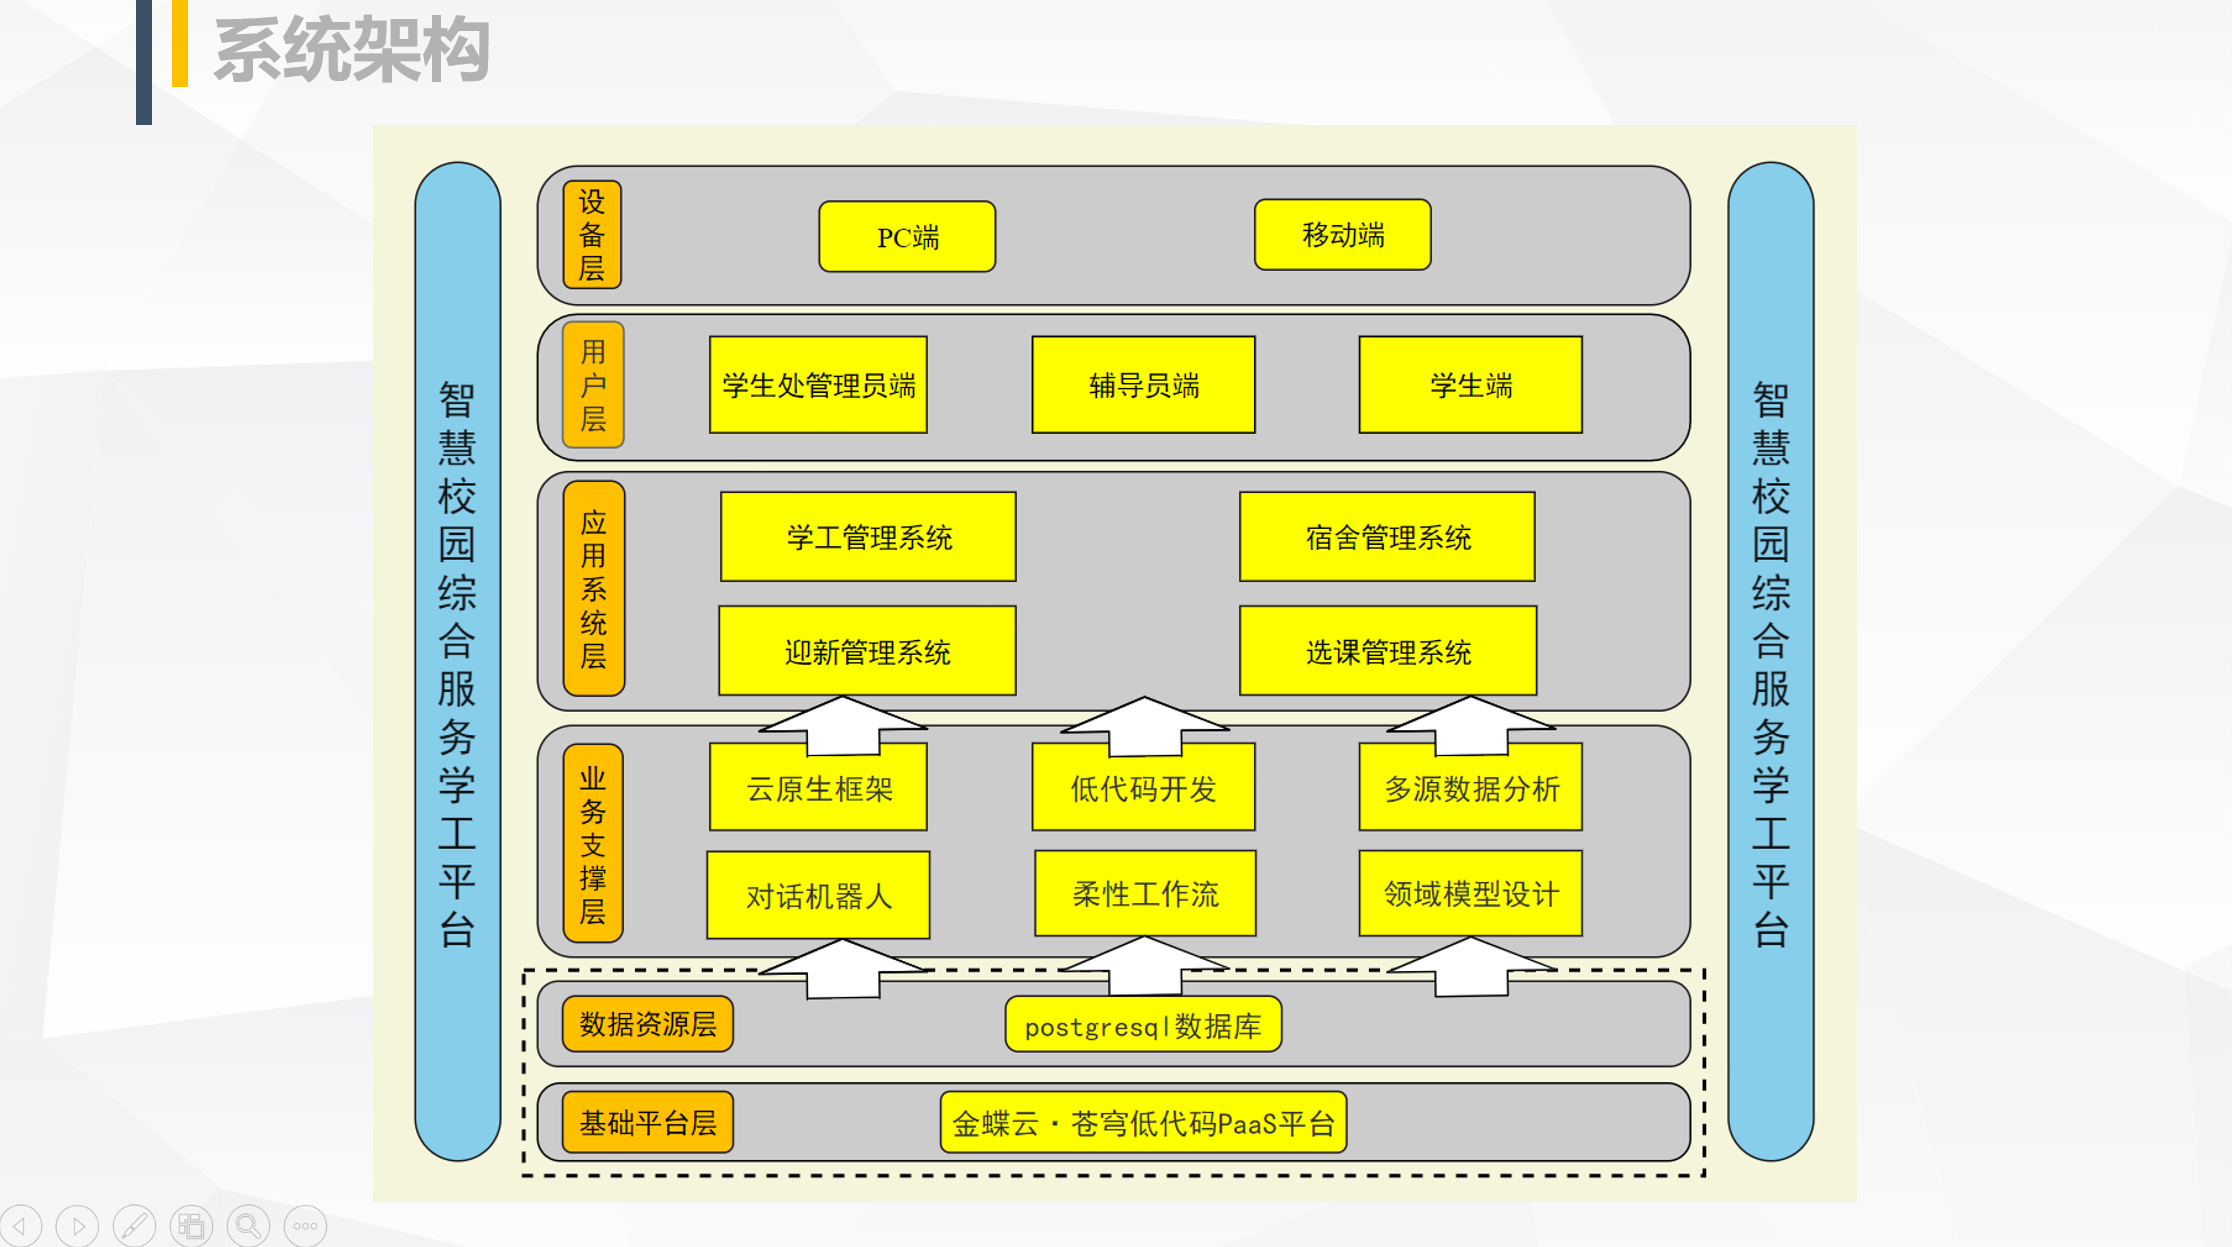 系统架构
智慧校园综合服务学工平台
设备层
PC端
移动端
用户层
学生处管理员端
辅导员端
学生端
应用系统层
学工管理系统
宿舍管理系统
迎新管理系统
选课管理系统
业务支撑层
云原生框架
低代码开发
多源数据分析
对话机器人
柔性工作流
领域模型设计
数据资源层
postgresql数据库
基础平台层
金蝶云·苍穹低代码PaaS平台
智慧校园综合服务学工平台